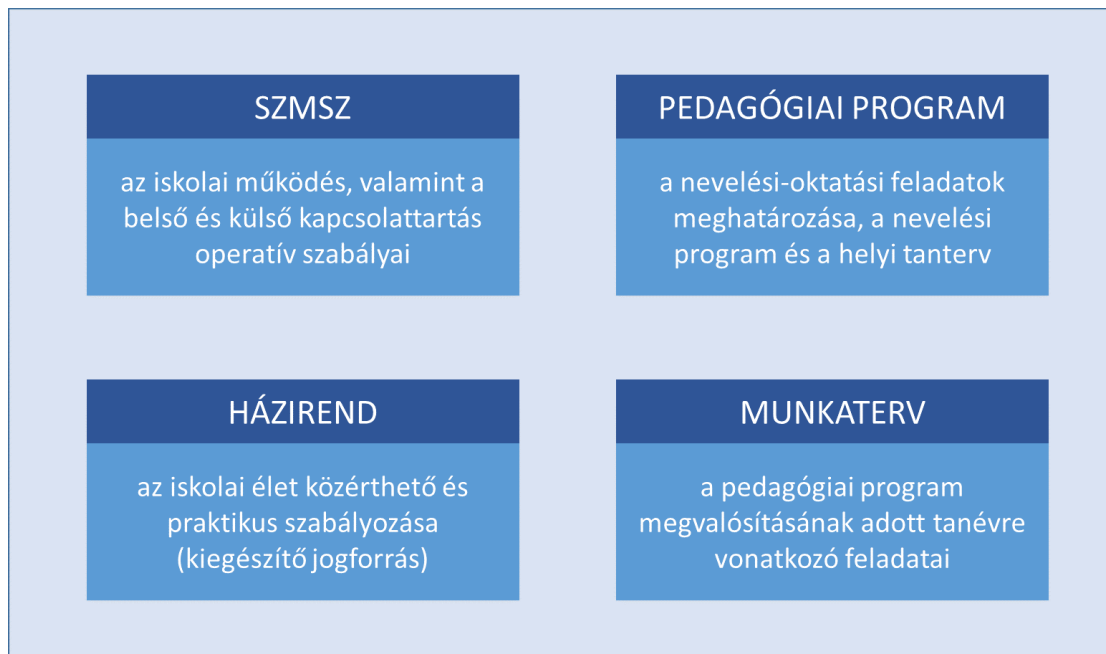 SZMSZ
az iskolai működés, valamint a
belső és külső kapcsolattartás
operatív szabályai
PEDAGÓGIAI PROGRAM
a nevelési-oktatási feladatok
meghatározása, a nevelési
program és a helyi tanterv
HÁZIREND
az iskolai élet közérthető és
praktikus szabályozása
(kiegészítő jogforrás)
MUNKATERV
a pedagógiai program
megvalósításának adott tanévre
vonatkozó feladatai